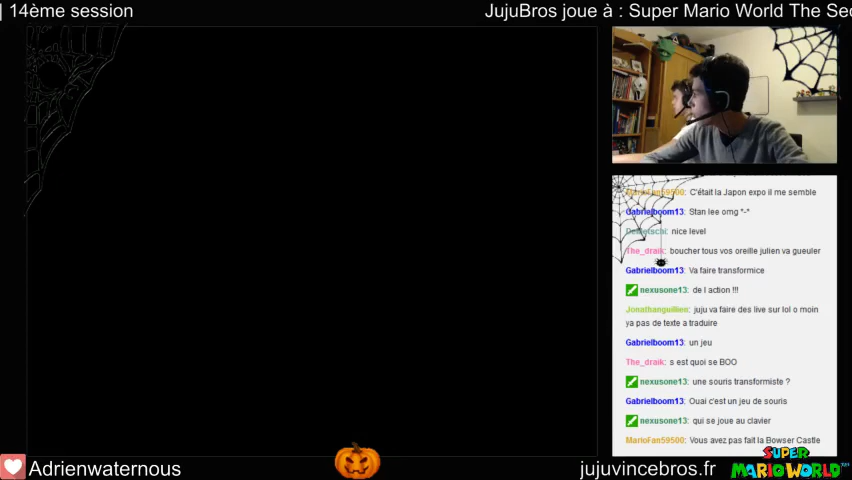 | 14ème session
JujuBros joue à : Super Mario World The Sec
MarioFan59500: C'était la Japon expo il me semble
Gabrielboom13: Stan lee omg *-*
nice level
The_draik: boucher tous vos oreille julien va gueuler
Gabrielboom13: Va faire transformice
nexusone13: de l action !!!
Jonathanguillien: juju va faire des live sur lol o moin
ya pas de texte a traduire
Gabrielboom13: un jeu
The_draik: s est quoi se BOO
nexusone13: une souris transformiste ?
Gabrielboom13: Ouai c'est un jeu de souris
nexusone13: qui se joue au clavier
MarioFan59500: Vous avez pas fait la Bowser Castle
Adrienwaternous
jujuvincebros.fr
SUPER
MARIO WORLD